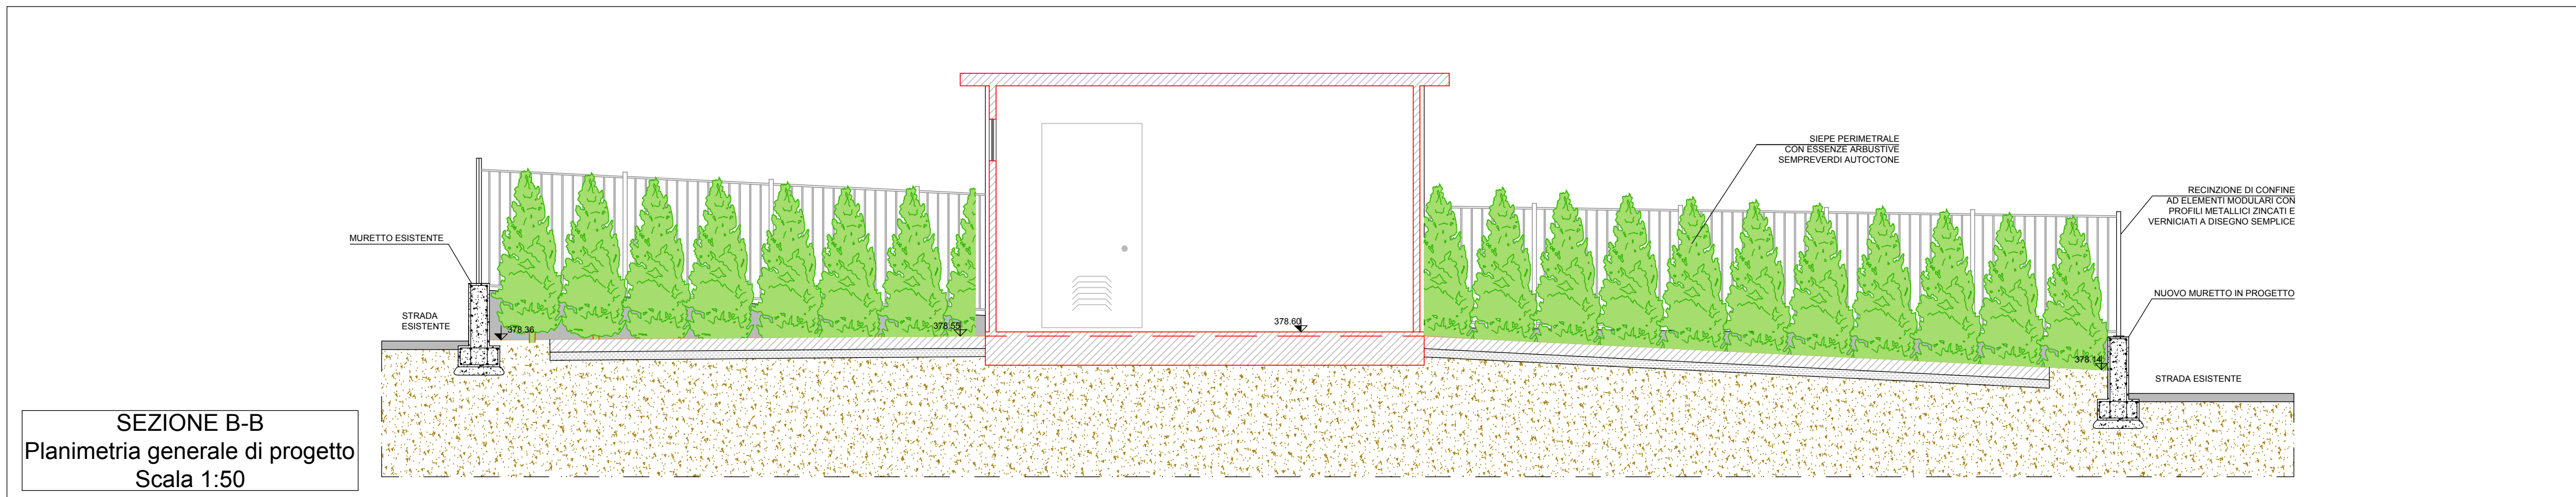 SIEPE PERIMETRALE
CON ESSENZE ARBUSTIVE
SEMPREVERDI AUTOCTONE
RECINZIONE DI CONFINE
AD ELEMENTI MODULARI CON
PROFILI METALLICI ZINCATI E
VERNICIATI A DISEGNO SEMPLICE
MURETTO ESISTENTE
NUOVO MURETTO IN PROGETTO
STRADA
ESISTENTE
378.36
378.55
378.60
378.14
STRADA ESISTENTE
SEZIONE B-B
Planimetria generale di progetto
Scala 1:50